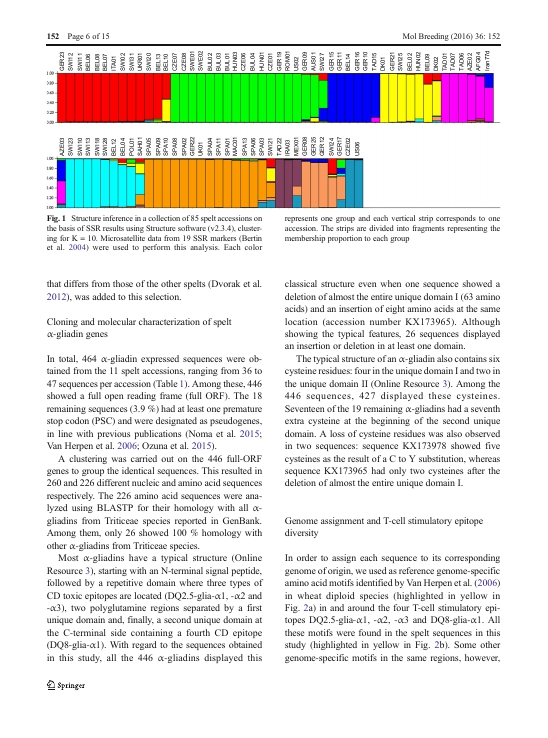 152 Page 6 of 15
Mol Breeding (2016) 36: 152
Fig. 1 Structure inference in a collection of 85 spelt accessions on
the basis of SSR results using Structure software (v2.3.4), cluster-
ing for K = 10. Microsatellite data from 19 SSR markers (Bertin
et al. 2004) were used to perform this analysis. Each color
represents one group and each vertical strip corresponds to one
accession. The strips are divided into fragments representing the
membership proportion to each group
that differs from those of the other spelts (Dvorak et al.
2012), was added to this selection.
Cloning and molecular characterization of spelt
α-gliadin genes
In total, 464 α-gliadin expressed sequences were ob-
tained from the 11 spelt accessions, ranging from 36 to
47 sequences per accession (Table 1). Among these, 446
showed a full open reading frame (full ORF). The 18
remaining sequences (3.9 %) had at least one premature
stop codon (PSC) and were designated as pseudogenes,
in line with previous publications (Noma et al. 2015;
Van Herpen et al. 2006; Ozuna et al. 2015).
A clustering was carried out on the 446 full-ORF
genes to group the identical sequences. This resulted in
260 and 226 different nucleic and amino acid sequences
respectively. The 226 amino acid sequences were ana-
lyzed using BLASTP for their homology with all α-
gliadins from Triticeae species reported in GenBank.
Among them, only 26 showed 100 % homology with
other α-gliadins from Triticeae species.
Most α-gliadins have a typical structure (Online
Resource 3), starting with an N-terminal signal peptide,
followed by a repetitive domain where three types of
CD toxic epitopes are located (DQ2.5-glia-α1, -α2 and
-α3), two polyglutamine regions separated by a first
unique domain and, finally, a second unique domain at
the C-terminal side containing a fourth CD epitope
(DQ8-glia-α1). With regard to the sequences obtained
in this study, all the 446 α-gliadins displayed this
classical structure even when one sequence showed a
deletion of almost the entire unique domain I (63 amino
acids) and an insertion of eight amino acids at the same
location (accession number KX173965). Although
showing the typical features, 26 sequences displayed
an insertion or deletion in at least one domain.
The typical structure of an α-gliadin also contains six
cysteine residues: four in the unique domain I and two in
the unique domain II (Online Resource 3). Among the
446 sequences, 427 displayed these cysteines.
Seventeen of the 19 remaining α-gliadins had a seventh
extra cysteine at the beginning of the second unique
domain. A loss of cysteine residues was also observed
in two sequences: sequence KX173978 showed five
cysteines as the result of a C to Y substitution, whereas
sequence KX173965 had only two cysteines after the
deletion of almost the entire unique domain I.
Genome assignment and T-cell stimulatory epitope
diversity
In order to assign each sequence to its corresponding
genome of origin, we used as reference genome-specific
amino acid motifs identified by Van Herpen et al. (2006)
in wheat diploid species (highlighted in yellow in
Fig. 2a) in and around the four T-cell stimulatory epi-
topes DQ2.5-glia-α1, -α2, -α3 and DQ8-glia-α1. All
these motifs were found in the spelt sequences in this
study (highlighted in yellow in Fig. 2b). Some other
genome-specific motifs in the same regions, however,
Springer